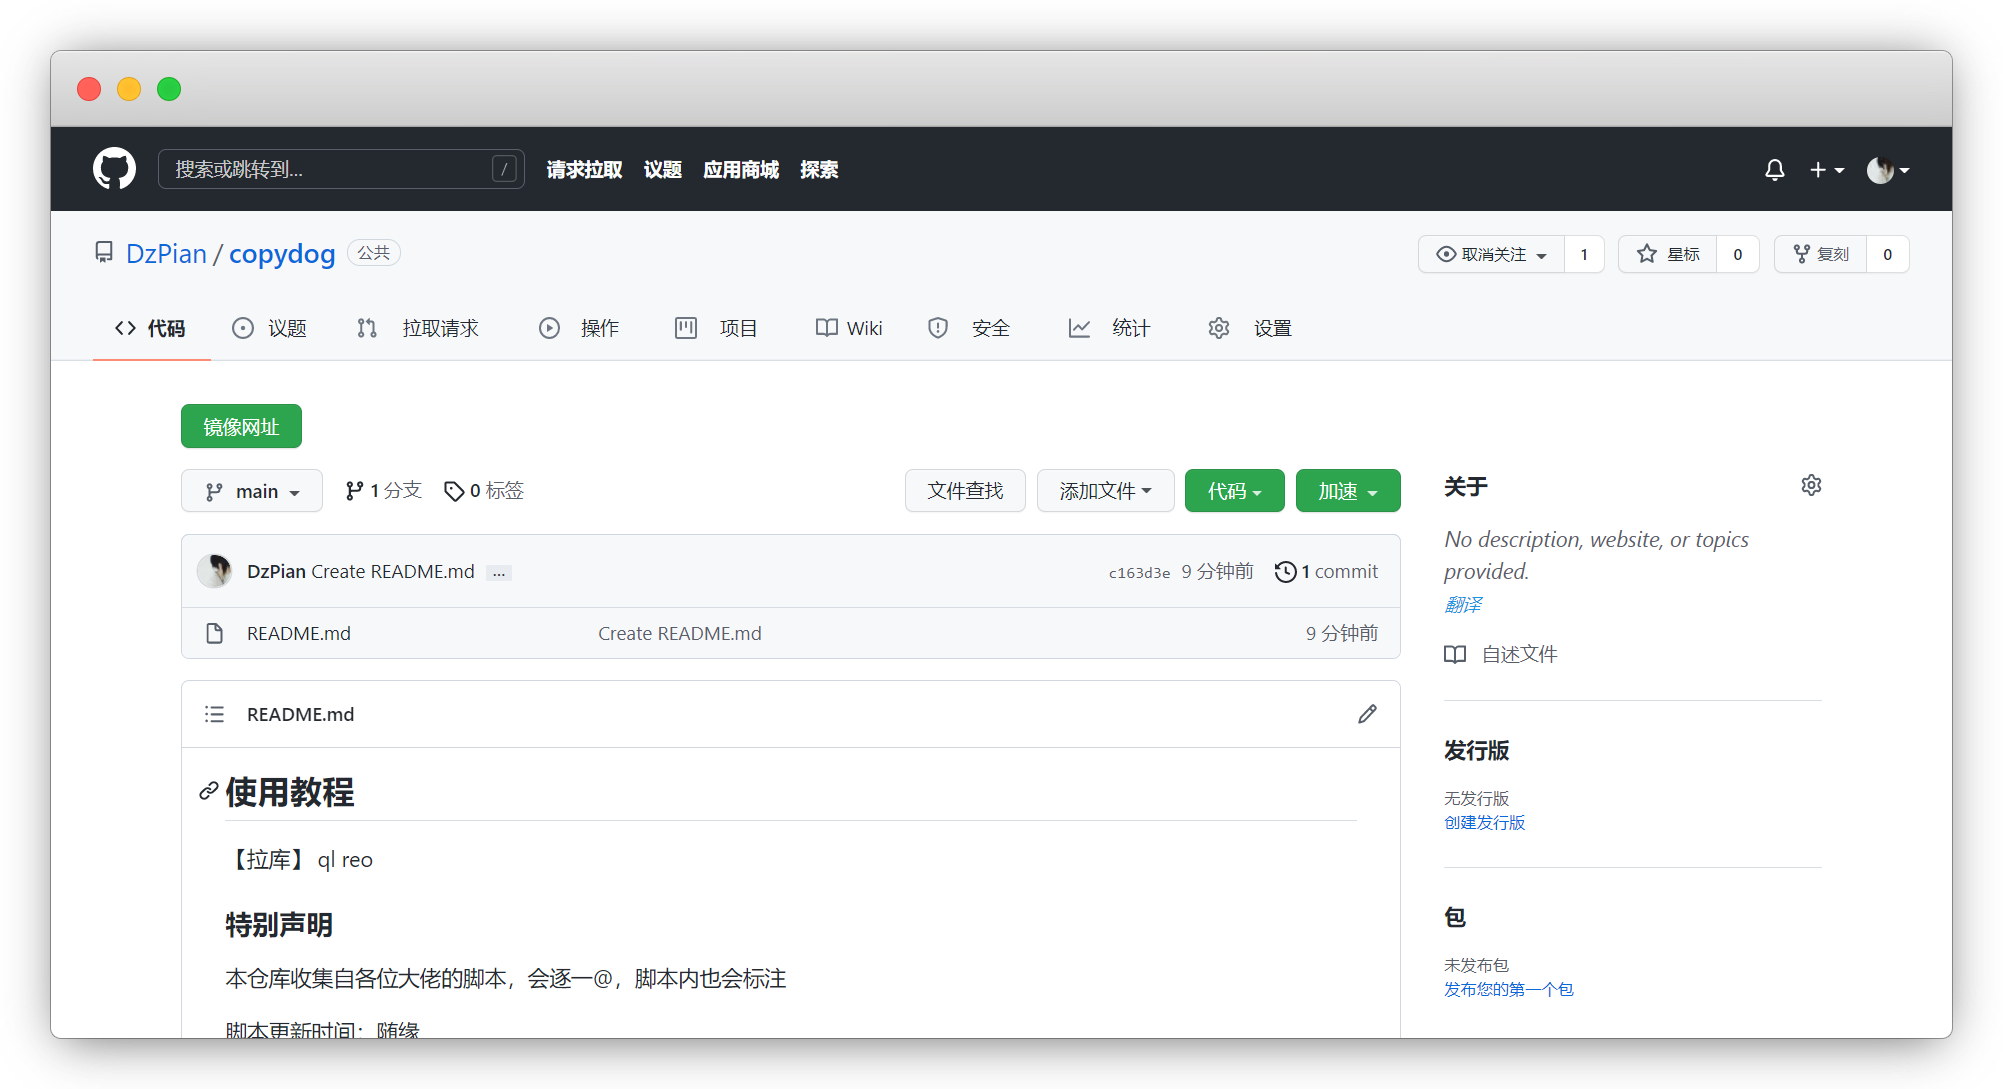 搜索或跳转到... / 请求拉取 议题 应用商城 探索
DzPian / copydog 公共 取消关注 1 星标 0 复刻 0
代码 议题 拉取请求 操作 项目 Wiki 安全 统计 设置
镜像网址
main 1 分支 0 标签 文件查找 添加文件 代码 加速
DzPian Create README.md ... c163d3e 9 分钟前 1 commit
README.md Create README.md 9 分钟前
README.md
使用教程
【拉库】 ql reo
特别声明
本仓库收集自各位大佬的脚本，会逐一@，脚本内也会标注
脚本更新时间：随缘
关于
No description, website, or topics
provided.
翻译
自述文件
发行版
无发行版
创建发行版
包
未发布包
发布您的第一个包